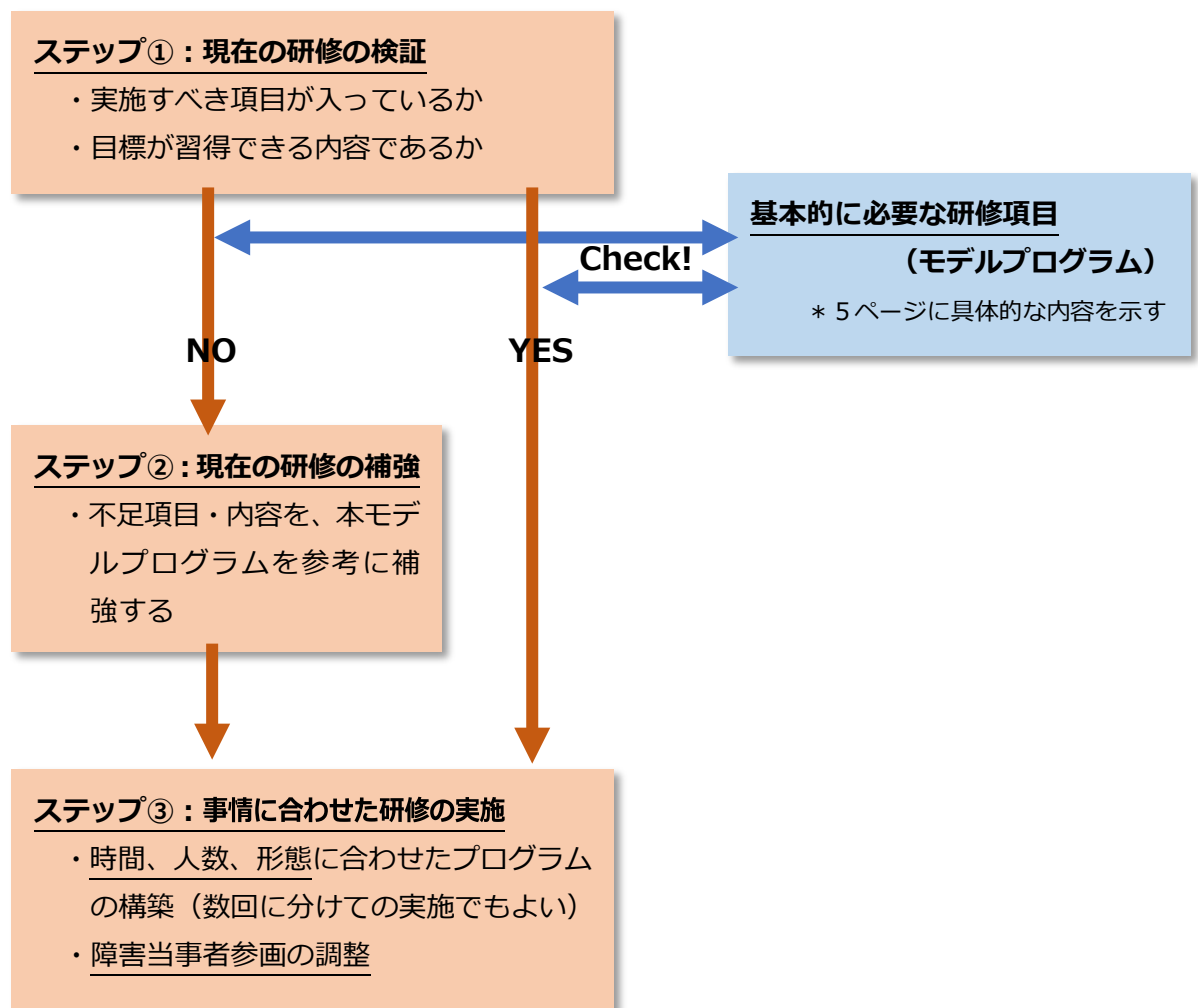 ステップ①：現在の研修の検証
・実施すべき項目が入っているか
・目標が習得できる内容であるか
基本的に必要な研修項目
（モデルプログラム）
＊５ページに具体的な内容を示す
Check!
NO
YES
ステップ②：現在の研修の補強
・不足項目・内容を、本モデ
ルプログラムを参考に補
強する
ステップ③：事情に合わせた研修の実施
・時間、人数、形態に合わせたプログラム
の構築（数回に分けての実施でもよい）
・障害当事者参画の調整